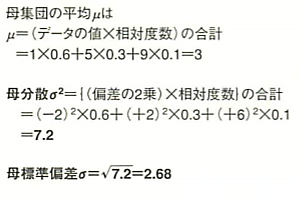 母集団の平均μは
μ=(データの値×相対度数)の合計
=1×0.6+5×0.3+9×0.1=3
母分散σ²={(偏差の2乗)×相対度数}の合計
=(−2)²×0.6+(+2)²×0.3+(+6)²×0.1
=7.2
母標準偏差σ=√7.2=2.68